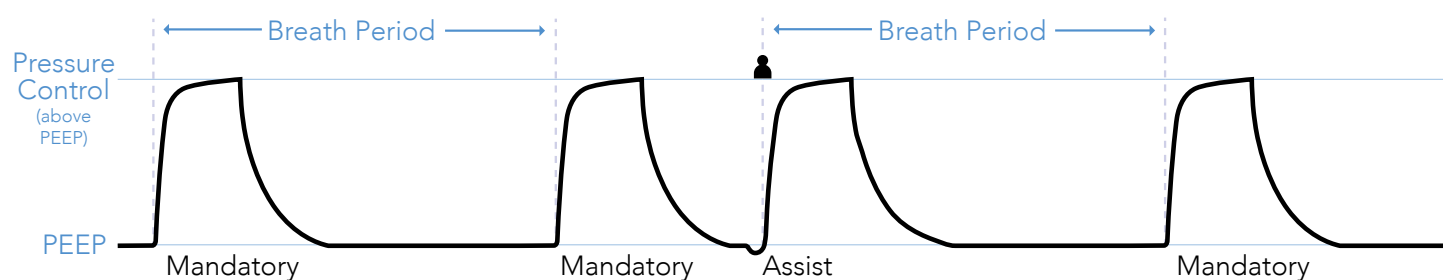 Breath Period
Breath Period
Pressure
Control
(above
PEEP)
PEEP
Mandatory
Mandatory
Assist
Mandatory